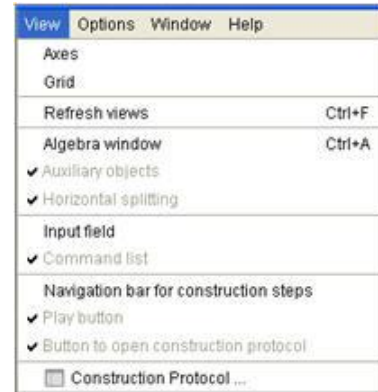 View Options Window Help
Axes
Grid
Refresh views Ctrl+F
Algebra window Ctrl+A
Auxiliary objects
Horizontal splitting
Input field
Command list
Navigation bar for construction steps
Play button
Button to open construction protocol
Construction Protocol ...